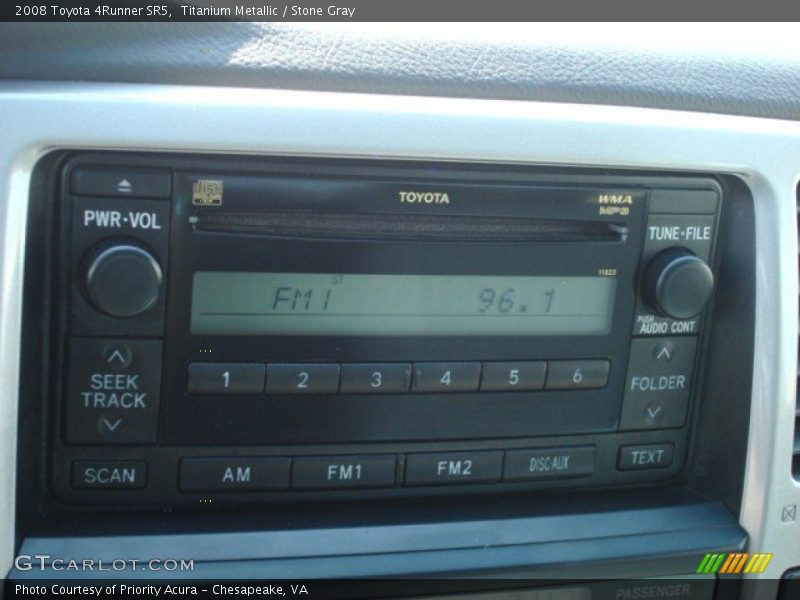 2008 Toyota 4Runner SR5,  Titanium Metallic / Stone Gray
TOYOTA
WMA
MP3
PWR·VOL
TUNE·FILE
11823
ST
FM1 96.1
PUSH
AUDIO CONT
1 2 3 4 5 6
SEEK
TRACK
FOLDER
SCAN AM FM1 FM2 DISC·AUX TEXT
GTCARLOT.COM
Photo Courtesy of Priority Acura – Chesapeake, VA
PASSENGER